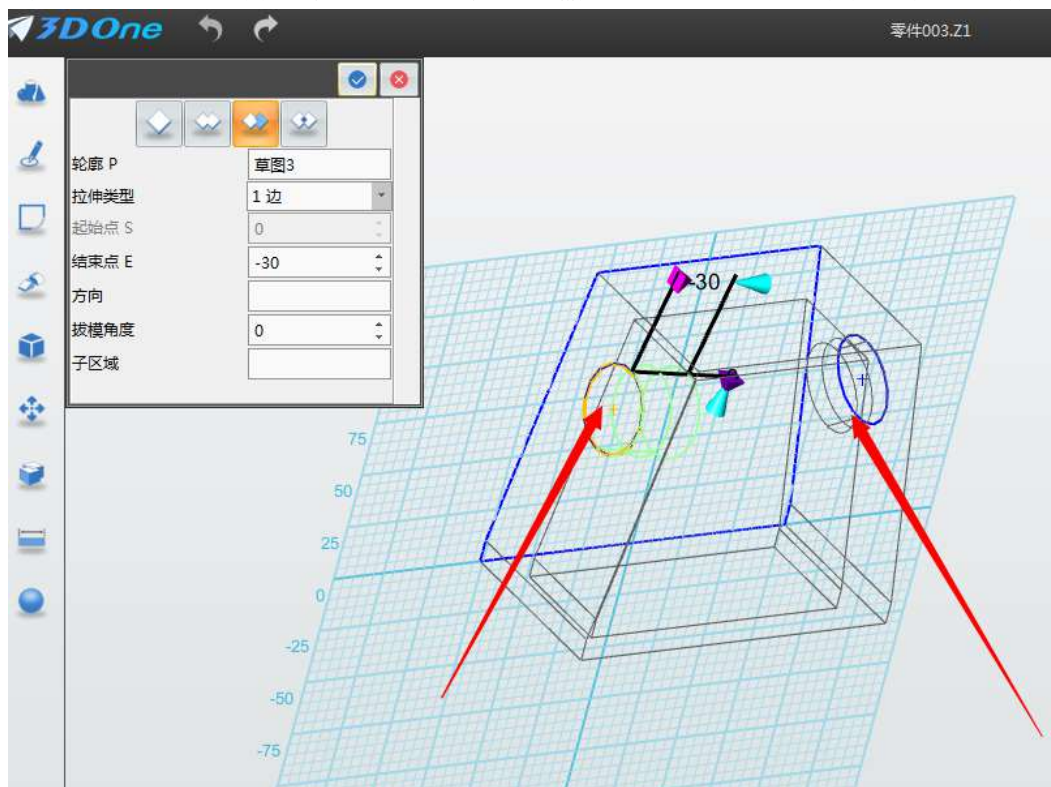 3DOne
零件003.Z1
轮廓 P 草图3
拉伸类型 1 边
起始点 S 0
结束点 E -30
方向
拔模角度 0
子区域
-30
75
50
25
0
-25
-50
-75